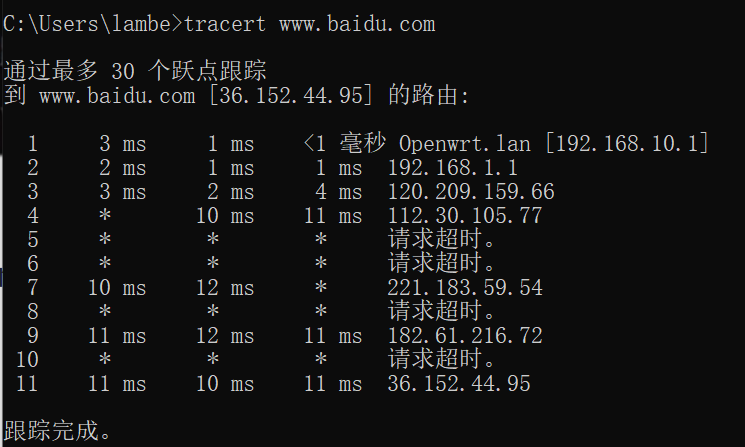 C:\Users\lambe>tracert www.baidu.com
通过最多 30 个跃点跟踪
到 www.baidu.com [36.152.44.95] 的路由:
1 3 ms 1 ms <1 毫秒 Openwrt.lan [192.168.10.1]
2 2 ms 1 ms 1 ms 192.168.1.1
3 3 ms 2 ms 4 ms 120.209.159.66
4 * 10 ms 11 ms 112.30.105.77
5 * * * 请求超时。
6 * * * 请求超时。
7 10 ms 12 ms * 221.183.59.54
8 * * * 请求超时。
9 11 ms 12 ms 11 ms 182.61.216.72
10 * * * 请求超时。
11 11 ms 10 ms 11 ms 36.152.44.95
跟踪完成。